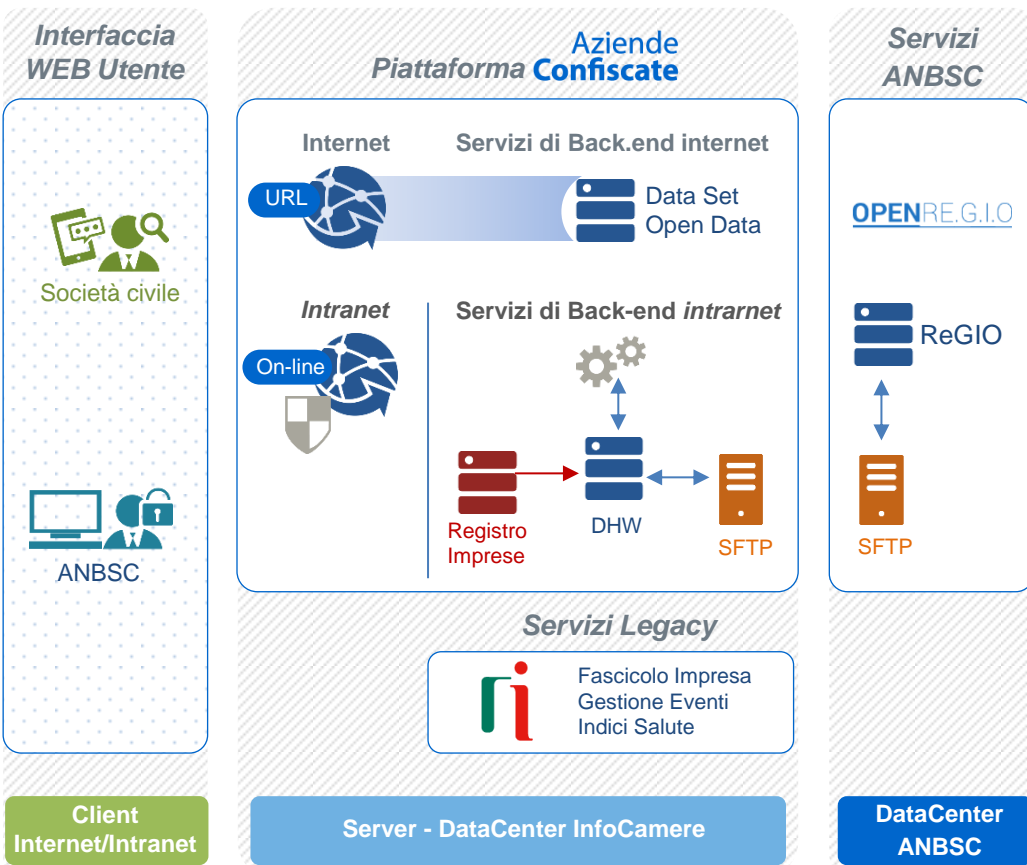 Interfaccia
WEB Utente
Società civile
ANBSC
Client
Internet/Intranet
Piattaforma Aziende
Confiscate
Internet
Servizi di Back.end internet
URL
Data Set
Open Data
Intranet
Servizi di Back-end intrarnet
On-line
Registro
Imprese
DHW
SFTP
Servizi Legacy
ri
Fascicolo Impresa
Gestione Eventi
Indici Salute
Server - DataCenter InfoCamere
Servizi
ANBSC
OPENRE.G.I.O
ReGIO
SFTP
DataCenter
ANBSC